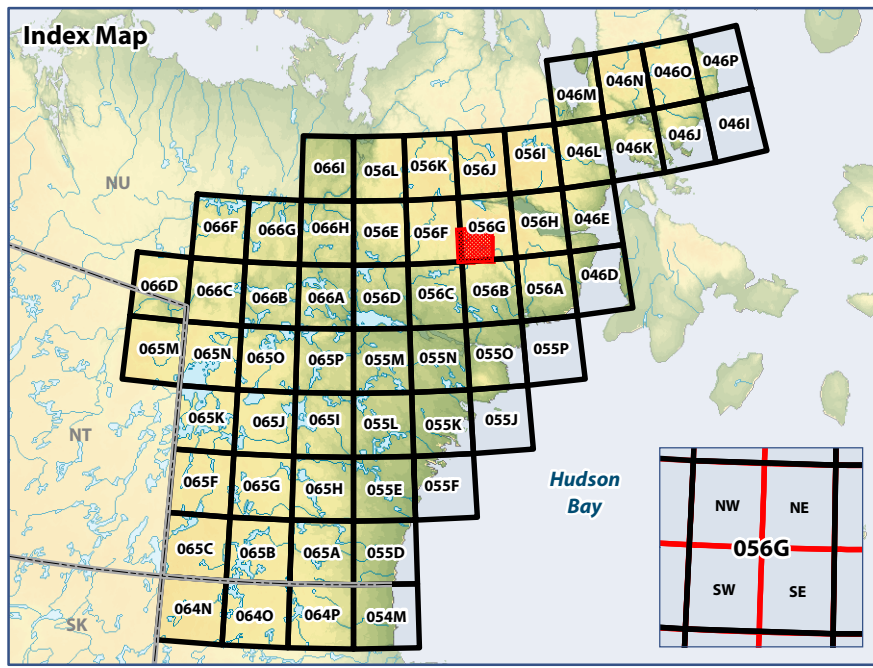 Index Map
046M 046N 046O 046P
066I 056L 056K 056J 056I 046L 046K 046J 046I
NU
066F 066G 066H 056E 056F 056G 056H 046E
066D 066C 066B 066A 056D 056C 056B 056A 046D
065M 065N 065O 065P 055M 055N 055O 055P
065K 065J 065I 055L 055K 055J
NT
065F 065G 065H 055E 055F
Hudson
Bay
065C 065B 065A 055D
064N 064O 064P 054M
SK
NW NE
056G
SW SE